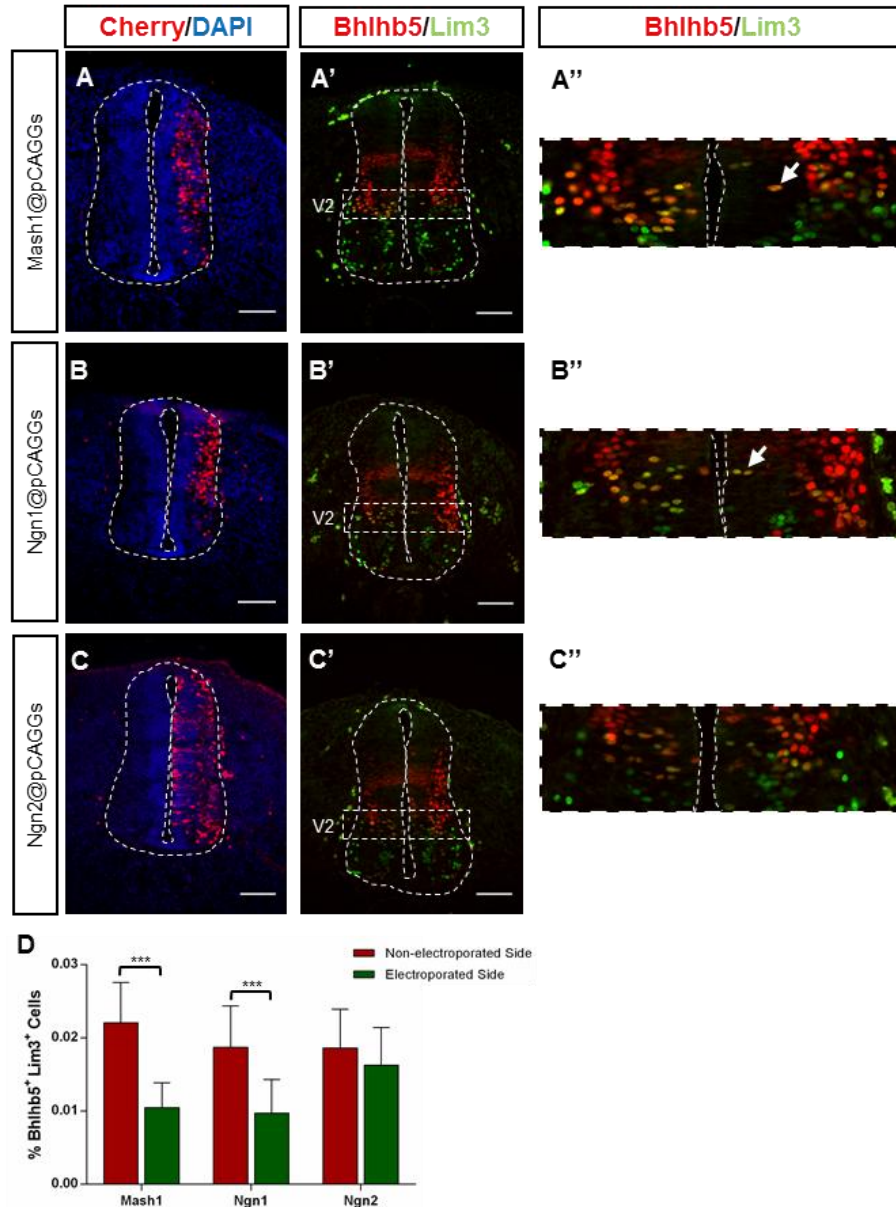 Cherry/DAPI
Bhlhb5/Lim3
Bhlhb5/Lim3
Mash1@pCAGGs
A
A’
V2
A’’
Ngn1@pCAGGs
B
B’
V2
B’’
Ngn2@pCAGGs
C
C’
V2
C’’
D
Non-electroporated Side
Electroporated Side
% Bhlhb5+ Lim3+ Cells
0.03
0.02
0.01
0.00
***
***
Mash1
Ngn1
Ngn2